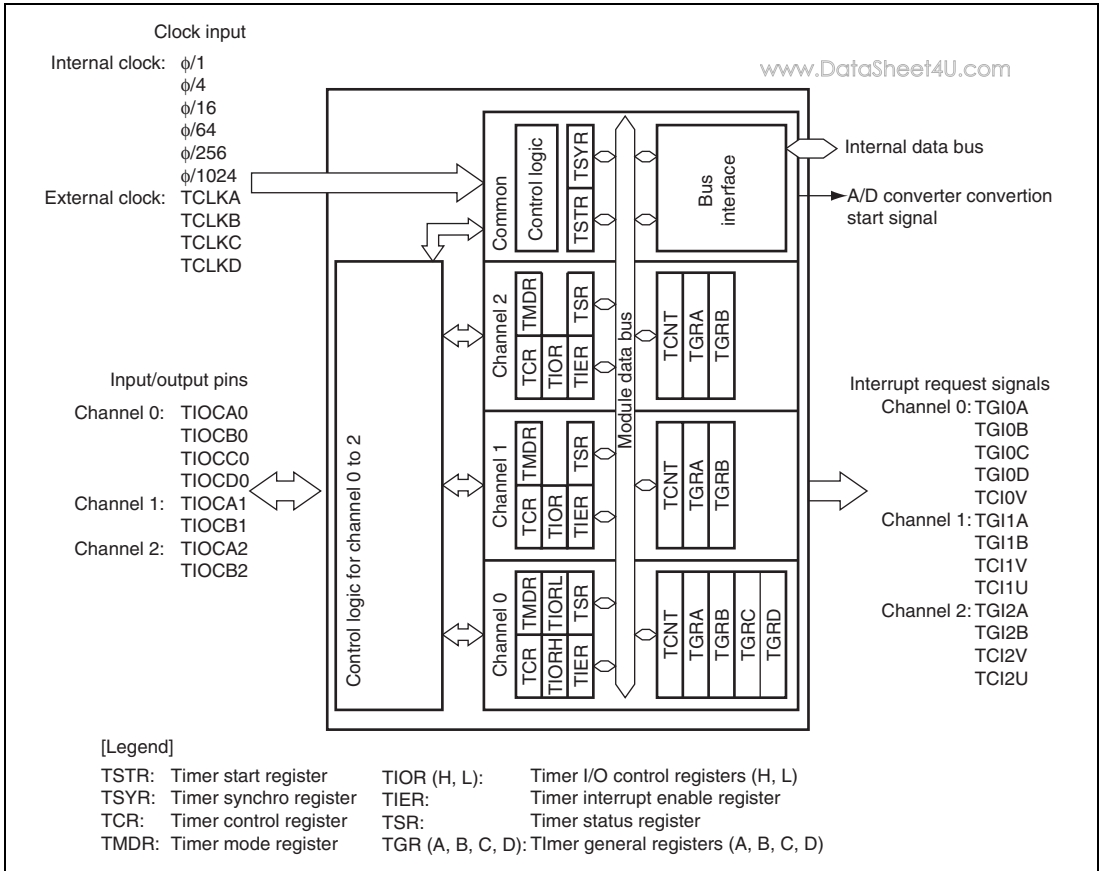 Clock input
Internal clock: ϕ/1
ϕ/4
ϕ/16
ϕ/64
ϕ/256
ϕ/1024
External clock: TCLKA
TCLKB
TCLKC
TCLKD
www.DataSheet4U.com
Common
Control logic
TSYR
TSTR
Bus
interface
Internal data bus
A/D converter convertion
start signal
Module data bus
Control logic for channel 0 to 2
Channel 2
TMDR
TSR
TCR
TIOR
TIER
TCNT
TGRA
TGRB
Channel 1
TMDR
TSR
TCR
TIOR
TIER
TCNT
TGRA
TGRB
Channel 0
TMDR
TIORL
TSR
TCR
TIORH
TIER
TCNT
TGRA
TGRB
TGRC
TGRD
Input/output pins
Channel 0: TIOCA0
TIOCB0
TIOCC0
TIOCD0
Channel 1: TIOCA1
TIOCB1
Channel 2: TIOCA2
TIOCB2
Interrupt request signals
Channel 0: TGI0A
TGI0B
TGI0C
TGI0D
TCI0V
Channel 1: TGI1A
TGI1B
TCI1V
TCI1U
Channel 2: TGI2A
TGI2B
TCI2V
TCI2U
[Legend]
TSTR: Timer start register
TSYR: Timer synchro register
TCR: Timer control register
TMDR: Timer mode register
TIOR (H, L): Timer I/O control registers (H, L)
TIER: Timer interrupt enable register
TSR: Timer status register
TGR (A, B, C, D): TImer general registers (A, B, C, D)